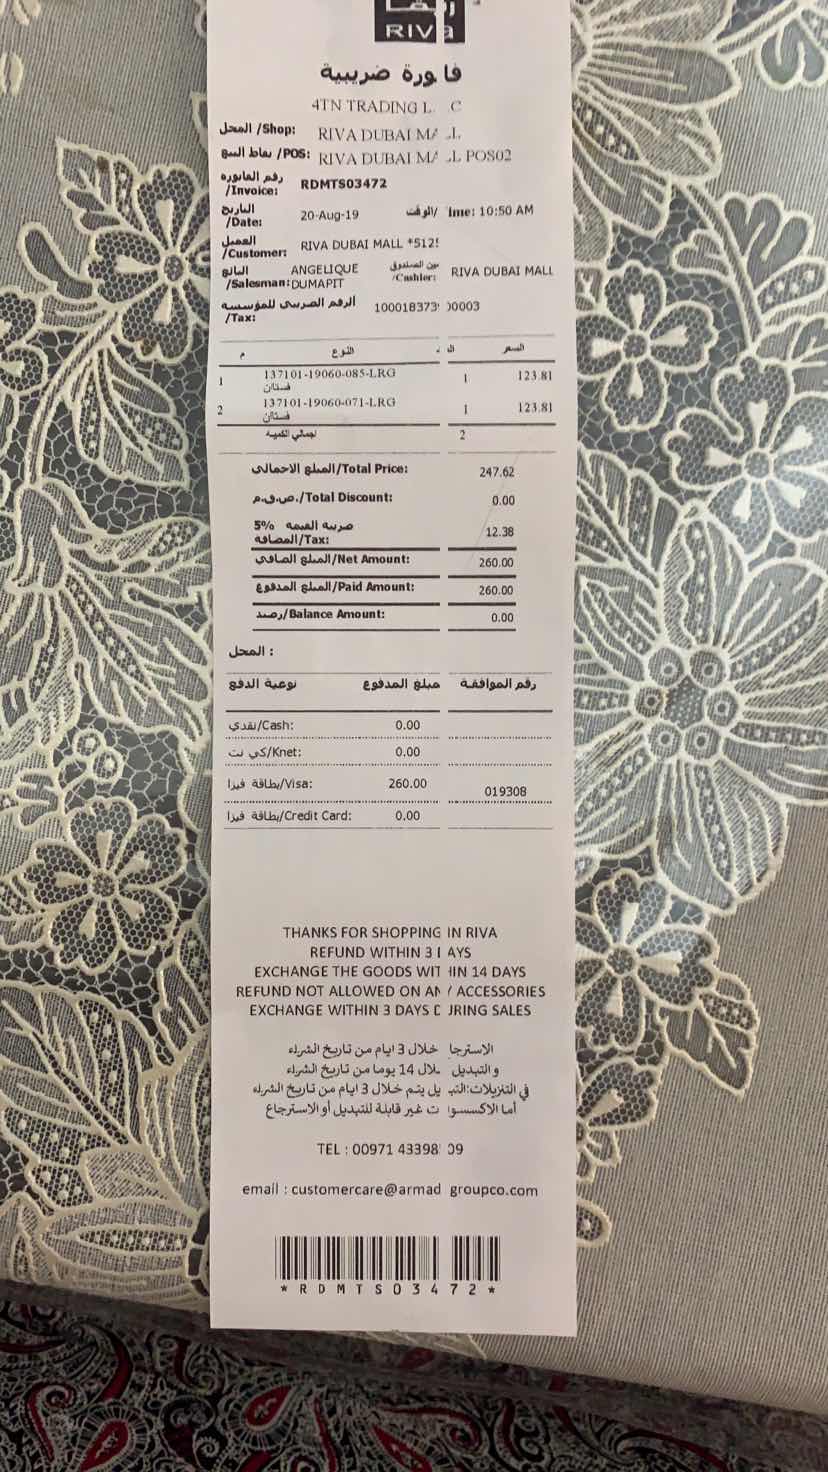 RIVa
فاتورة ضريبية
4TN TRADING L C
المحل /Shop: RIVA DUBAI MA L
نقاط البيع /POS: RIVA DUBAI MALL POS02
رقم الفاتورة /Invoice: RDMTS03472
التاريخ /Date: 20-Aug-19 الوقت/ ime: 10:50 AM
العميل /Customer: RIVA DUBAI MALL *512
البائع /Salesman: ANGELIQUE DUMAPIT /Cashier: RIVA DUBAI MALL
الرقم الضريبي للمؤسسة /Tax: 100018373 00003
م النوع السعر
1 137101-19060-085-LRG 1 123.81
فستان
2 137101-19060-071-LRG 1 123.81
فستان
اجمالي الكمية 2
المبلغ الاجمالي/Total Price: 247.62
ص.ق.م./Total Discount: 0.00
ضريبة القيمة 5%
المضافة/Tax: 12.38
المبلغ الصافي/Net Amount: 260.00
المبلغ المدفوع/Paid Amount: 260.00
رصيد/Balance Amount: 0.00
المحل :
نوعية الدفع مبلغ المدفوع رقم الموافقة
نقدي/Cash: 0.00
كي نت/Knet: 0.00
بطاقة فيزا/Visa: 260.00 019308
بطاقة فيزا/Credit Card: 0.00
THANKS FOR SHOPPING IN RIVA
REFUND WITHIN 3 DAYS
EXCHANGE THE GOODS WITHIN 14 DAYS
REFUND NOT ALLOWED ON ANY ACCESSORIES
EXCHANGE WITHIN 3 DAYS DURING SALES
الاسترجاع خلال 3 ايام من تاريخ الشراء
والتبديل خلال 14 يوما من تاريخ الشراء
في التنزيلات:التبديل يتم خلال 3 ايام من تاريخ الشراء
أما الاكسسوارات غير قابلة للتبديل أو الاسترجاع
TEL : 00971 43398 09
email : customercare@armad groupco.com
*RDMTS03472*